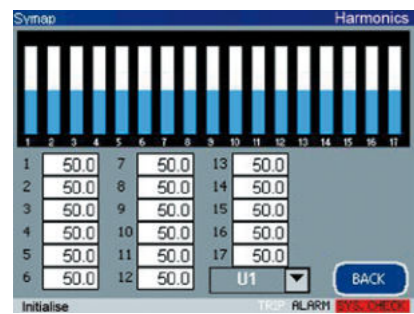 Symap Harmonics
1 2 3 4 5 6 7 8 9 10 11 12 13 14 15 16 17
1 50.0 7 50.0 13 50.0
2 50.0 8 50.0 14 50.0
3 50.0 9 50.0 15 50.0
4 50.0 10 50.0 16 50.0
5 50.0 11 50.0 17 50.0
6 50.0 12 50.0 U1 BACK
Initialise TRIP ALARM SYS. CHECK